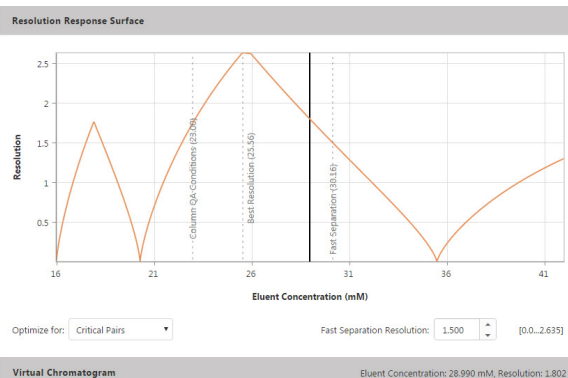 Resolution Response Surface
2.5
2
1.5
1
0.5
Resolution
Column QA Conditions (23.00)
Best Resolution (25.56)
Fast Separation (30.16)
16 21 26 31 36 41
Eluent Concentration (mM)
Optimize for: Critical Pairs Fast Separation Resolution: 1.500 [0.0...2.635]
Virtual Chromatogram Eluent Concentration: 28.990 mM, Resolution: 1.802